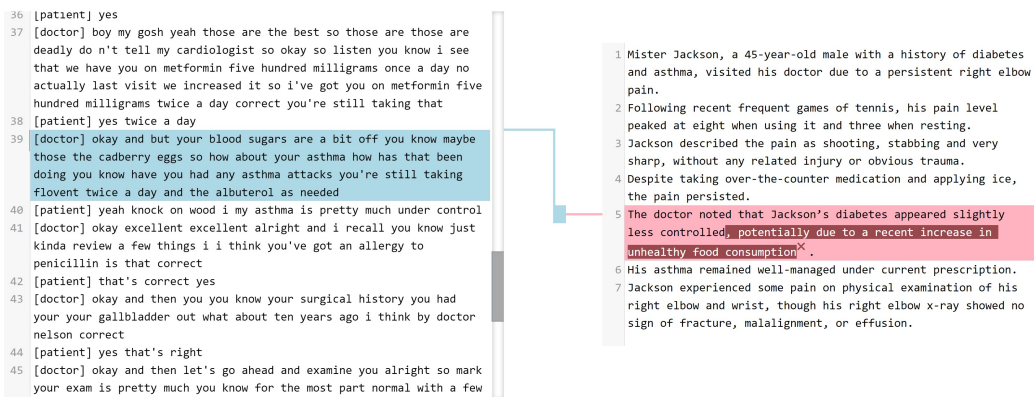 36 [patient] yes
37 [doctor] boy my gosh yeah those are the best so those are those are
deadly do n't tell my cardiologist so okay so listen you know i see
that we have you on metformin five hundred milligrams once a day no
actually last visit we increased it so i've got you on metformin five
hundred milligrams twice a day correct you're still taking that
38 [patient] yes twice a day
39 [doctor] okay and but your blood sugars are a bit off you know maybe
those the cadberry eggs so how about your asthma how has that been
doing you know have you had any asthma attacks you're still taking
flovent twice a day and the albuterol as needed
40 [patient] yeah knock on wood i my asthma is pretty much under control
41 [doctor] okay excellent excellent alright and i recall you know just
kinda review a few things i i think you've got an allergy to
penicillin is that correct
42 [patient] that's correct yes
43 [doctor] okay and then you you know your surgical history you had
your your gallbladder out what about ten years ago i think by doctor
nelson correct
44 [patient] yes that's right
45 [doctor] okay and then let's go ahead and examine you alright so mark
your exam is pretty much you know for the most part normal with a few
1 Mister Jackson, a 45-year-old male with a history of diabetes
and asthma, visited his doctor due to a persistent right elbow
pain.
2 Following recent frequent games of tennis, his pain level
peaked at eight when using it and three when resting.
3 Jackson described the pain as shooting, stabbing and very
sharp, without any related injury or obvious trauma.
4 Despite taking over-the-counter medication and applying ice,
the pain persisted.
5 The doctor noted that Jackson's diabetes appeared slightly
less controlled, potentially due to a recent increase in
unhealthy food consumption× .
6 His asthma remained well-managed under current prescription.
7 Jackson experienced some pain on physical examination of his
right elbow and wrist, though his right elbow x-ray showed no
sign of fracture, malalignment, or effusion.